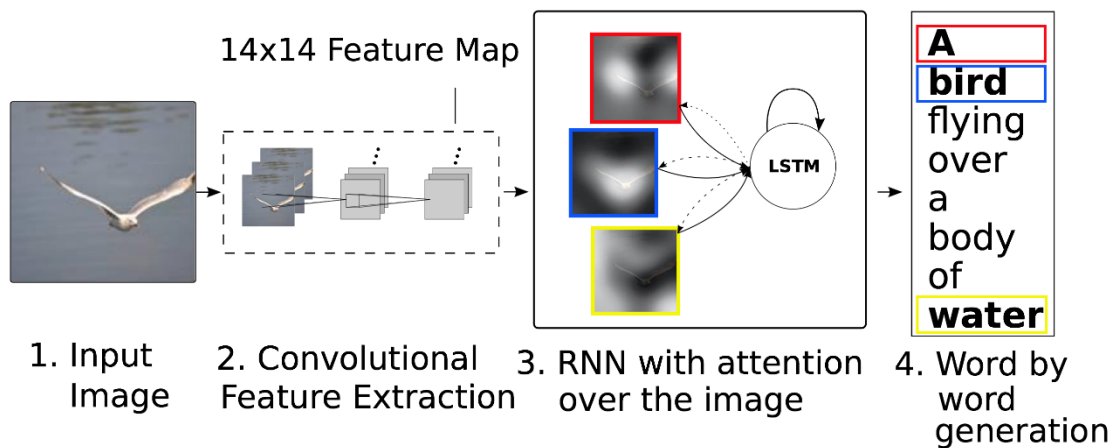 14x14 Feature Map
LSTM
A
bird
flying
over
a
body
of
water
1. Input
Image
2. Convolutional
Feature Extraction
3. RNN with attention
over the image
4. Word by
word
generation